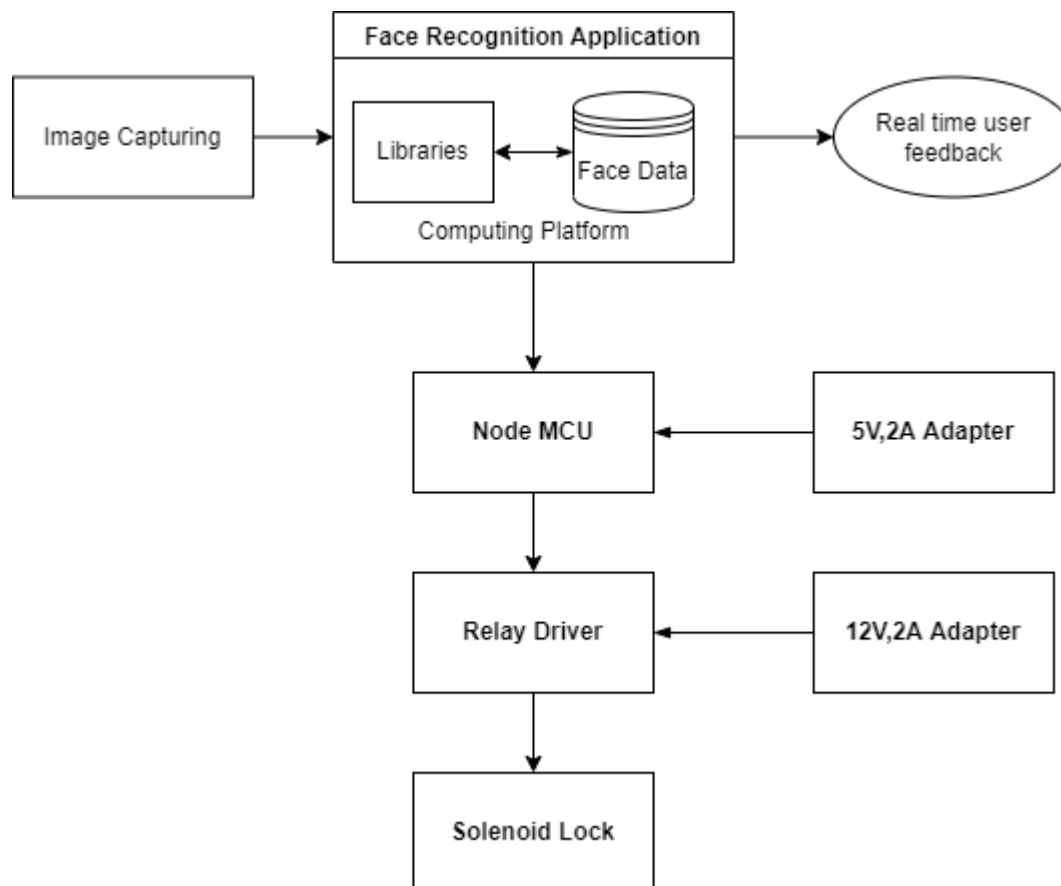 Face Recognition Application
Image Capturing
Libraries
Face Data
Computing Platform
Real time user
feedback
Node MCU
5V,2A Adapter
Relay Driver
12V,2A Adapter
Solenoid Lock